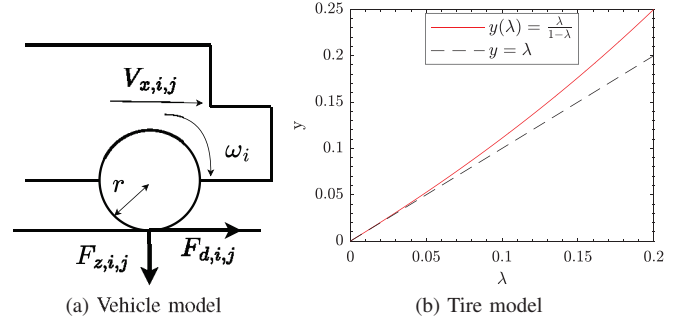 V_{x,i,j}
ω_i
r
F_{z,i,j}
F_{d,i,j}
(a) Vehicle model
0.25
0.2
0.15
0.1
0.05
0
y
y(λ) = \frac{λ}{1−λ}
y = λ
0
0.05
0.1
0.15
0.2
λ
(b) Tire model